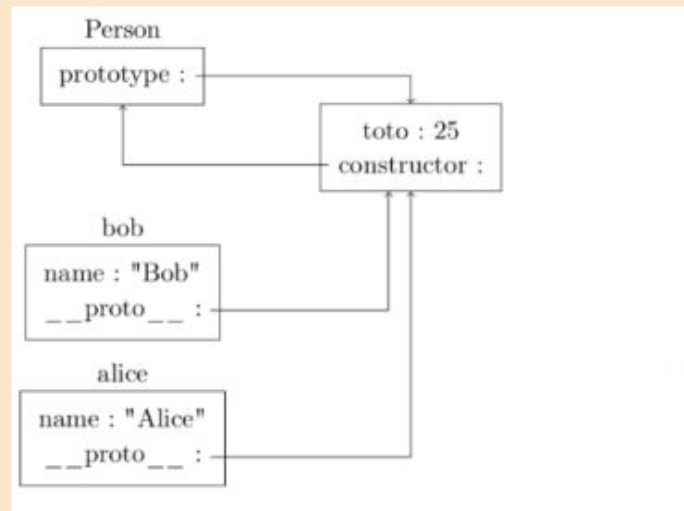 Person
prototype :
toto : 25
constructor :
bob
name : "Bob"
__proto__ :
alice
name : "Alice"
__proto__ :